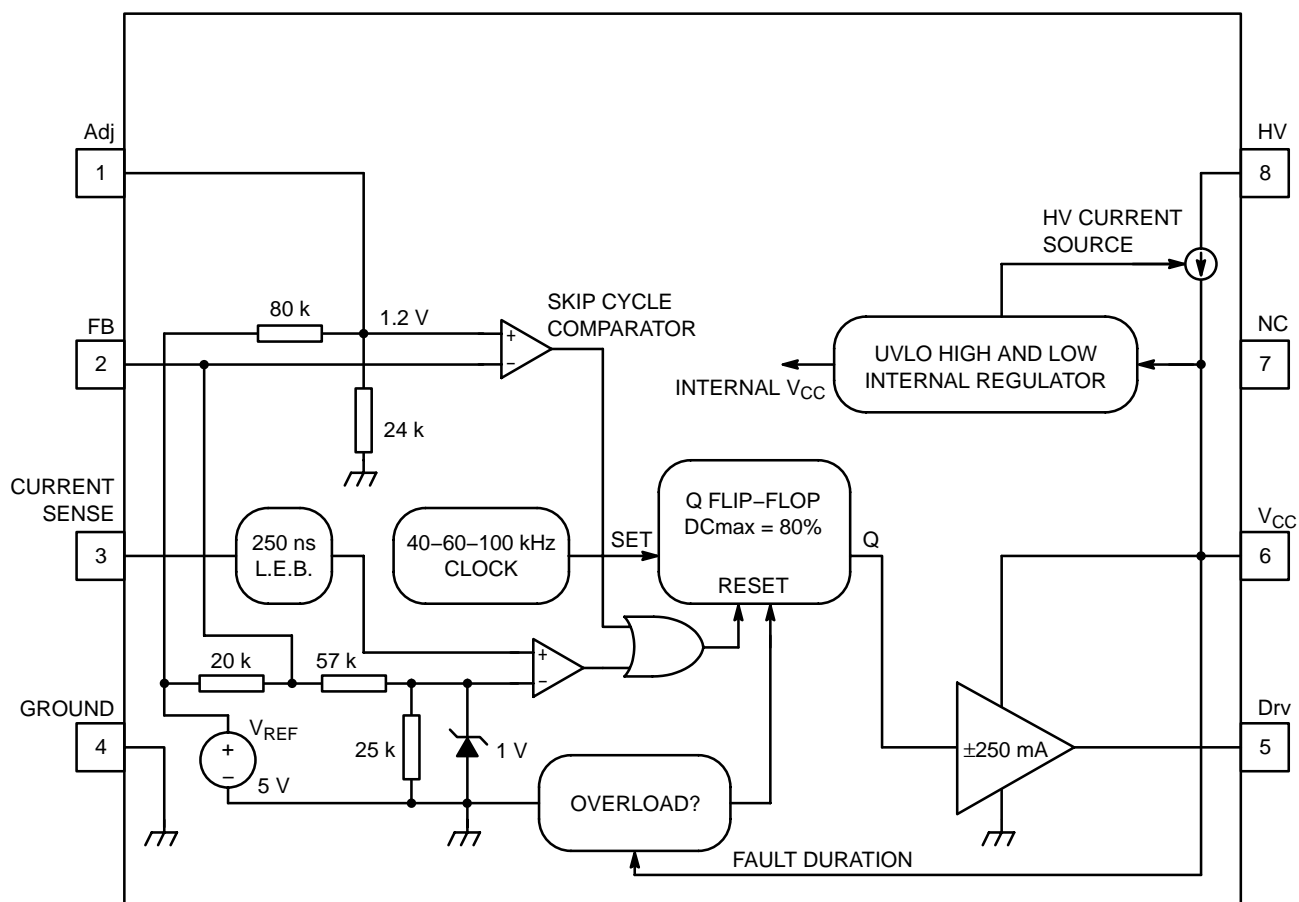 Adj
1
HV
8
HV CURRENT
SOURCE
80 k
1.2 V
SKIP CYCLE
COMPARATOR
+
−
FB
2
NC
7
UVLO HIGH AND LOW
INTERNAL REGULATOR
INTERNAL VCC
24 k
CURRENT
SENSE
3
250 ns
L.E.B.
40−60−100 kHz
CLOCK
SET
Q FLIP−FLOP
DCmax = 80%
RESET
Q
VCC
6
+
−
20 k
57 k
GROUND
4
VREF
+
−
5 V
25 k
1 V
OVERLOAD?
±250 mA
Drv
5
FAULT DURATION